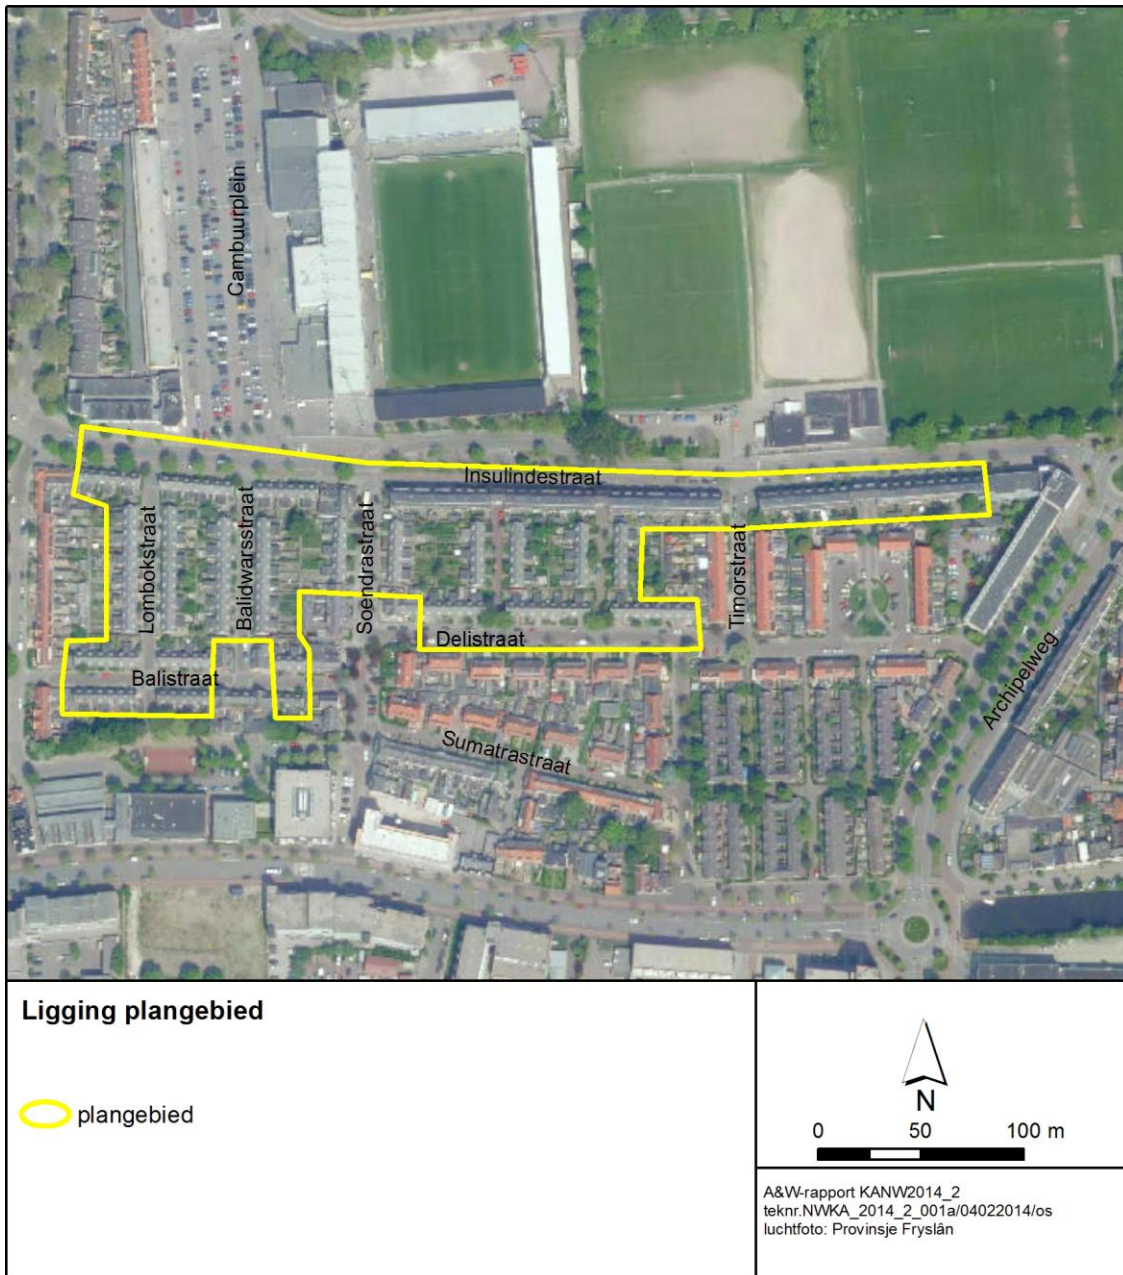 Cambuurplein
Insulindestraat
Lombokstraat
Balidwarsstraat
Soendrastraat
Timorstraat
Delistraat
Balistraat
Archipelweg
Sumatrastraat
Ligging plangebied
plangebied
N
0 50 100 m
A&W-rapport KANW2014_2
teknr.NWKA_2014_2_001a/04022014/os
luchtfoto: Provinsje Fryslân